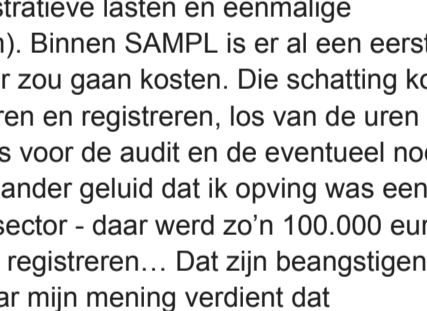 stratieve lasten en eenmalige
). Binnen SAMPL is er al een eerst
r zou gaan kosten. Die schatting ko
ren en registreren, los van de uren
s voor de audit en de eventueel no
ander geluid dat ik opving was een
sector - daar werd zo’n 100.000 eur
registreren… Dat zijn beangstigen
ar mijn mening verdient dat